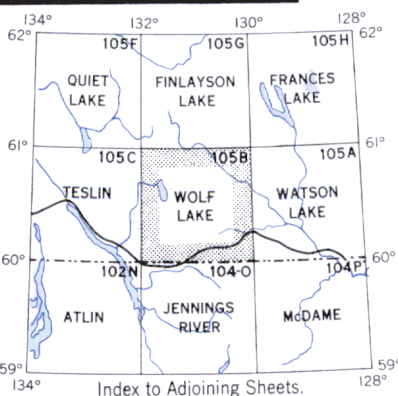 134° 132° 130° 128°
62° 62°
105F 105G 105H
QUIET
LAKE
FINLAYSON
LAKE
FRANCES
LAKE
61° 61°
105C 105B 105A
TESLIN
WOLF
LAKE
WATSON
LAKE
60° 60°
102N 104-O 104P
ATLIN
JENNINGS
RIVER
McDAME
59° 59°
134° 128°
Index to Adjoining Sheets.